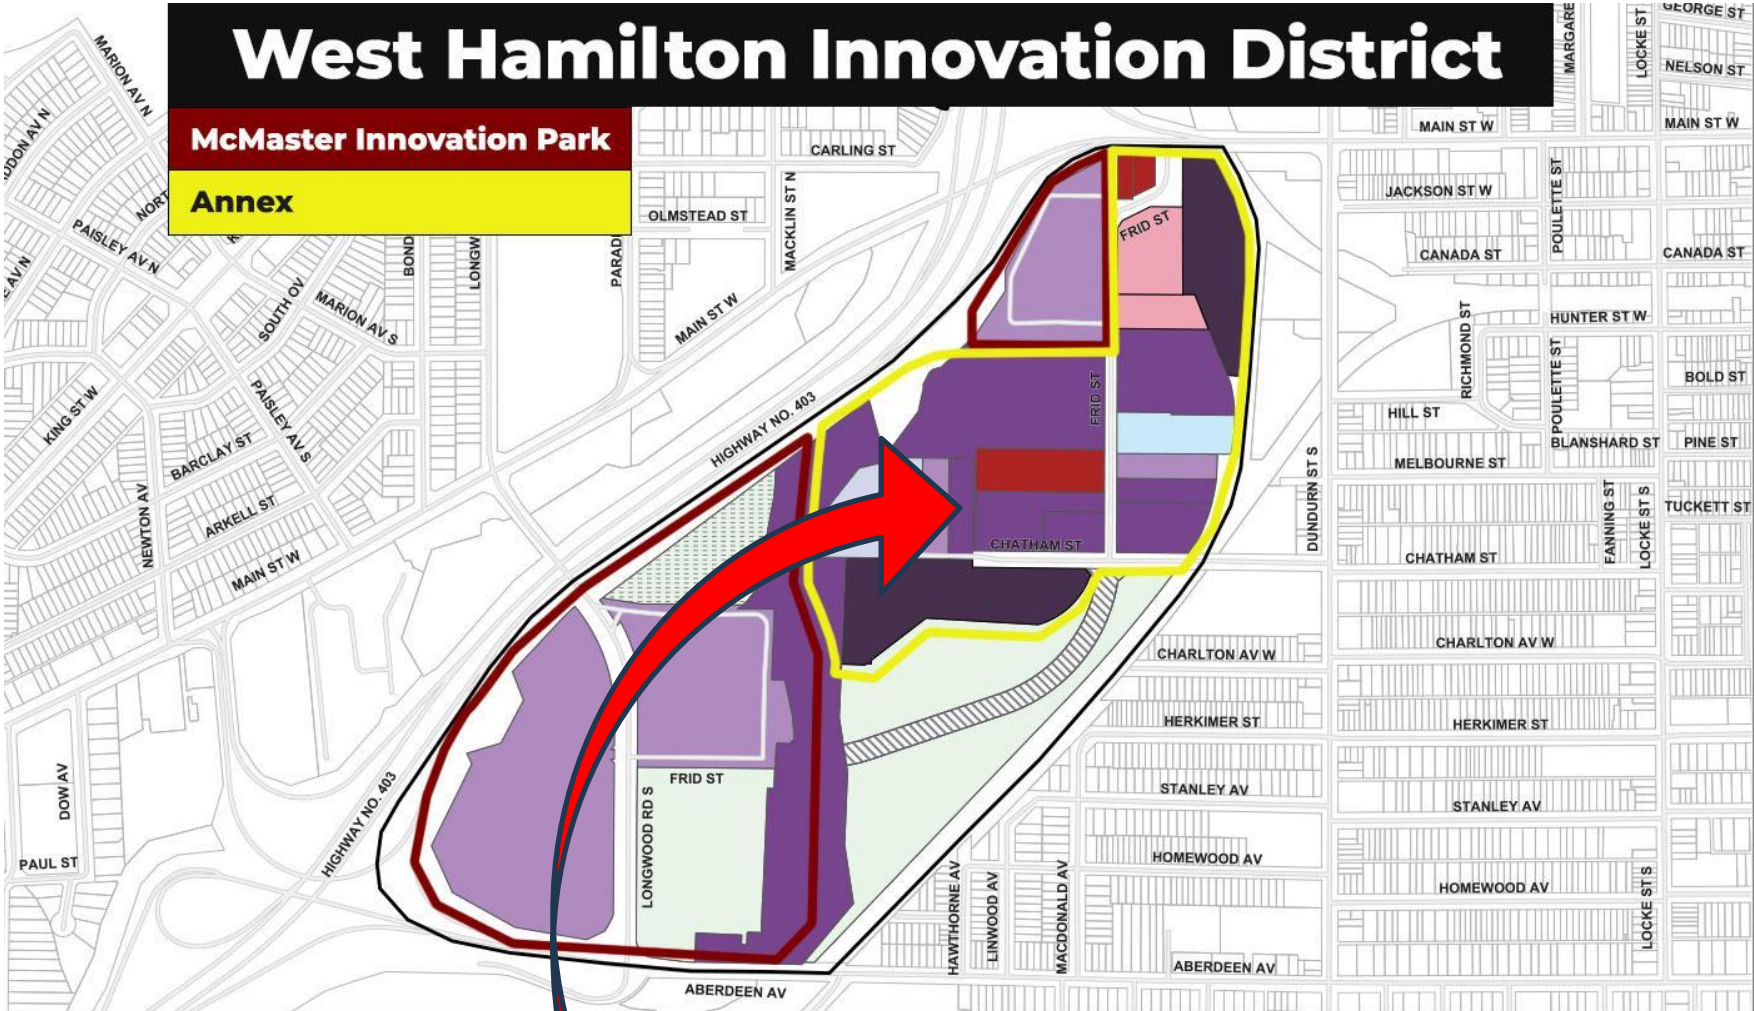 West Hamilton Innovation District
McMaster Innovation Park
Annex
MARION AV N
PAISLEY AV N
BOND
SOUTH OV
MARION AV S
KING ST W
PAISLEY AV S
BARCLAY ST
ARKELL ST
NEWTON AV
MAIN ST W
DOW AV
PAUL ST
CARLING ST
OLMSTEAD ST
MACKLIN ST N
MAIN ST W
HIGHWAY NO. 403
HIGHWAY NO. 403
FRID ST
FRID ST
CHATHAM ST
FRID ST
LONGWOOD RD S
ABERDEEN AV
GEORGE ST
LOCKE ST
NELSON ST
MAIN ST W
MAIN ST W
JACKSON ST W
POULETTE ST
CANADA ST
CANADA ST
HUNTER ST W
RICHMOND ST
POULETTE ST
BOLD ST
HILL ST
BLANSHARD ST
PINE ST
MELBOURNE ST
DUNDURN ST S
FANNING ST
LOCKE ST S
TUCKETT ST
CHATHAM ST
CHARLTON AV W
CHARLTON AV W
HERKIMER ST
HERKIMER ST
STANLEY AV
STANLEY AV
HOMEWOOD AV
HOMEWOOD AV
HAWTHORNE AV
LINWOOD AV
MACDONALD AV
LOCKE ST S
ABERDEEN AV